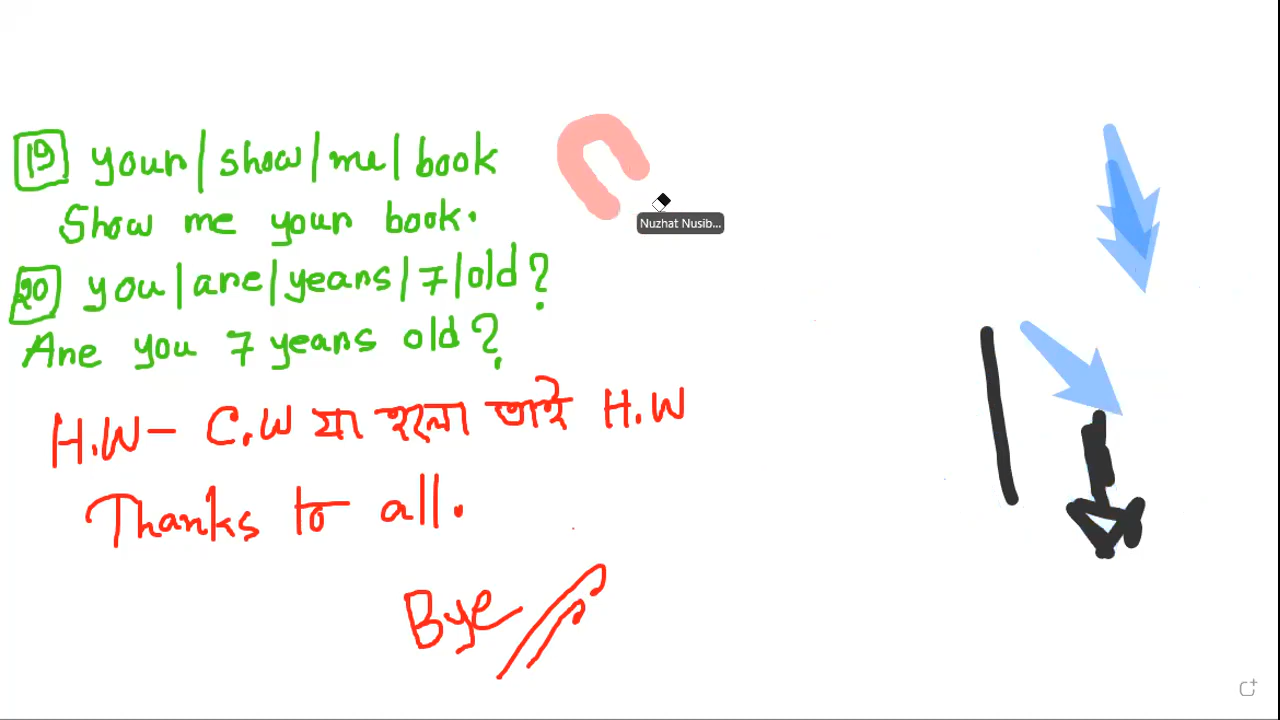 19 your/show/me/book
Show me your book.
Nuzhat Nusib...
20 you/are/years/7/old?
Are you 7 years old?
H.W- C.W যা হলো তাই H.W
Thanks to all.
Bye